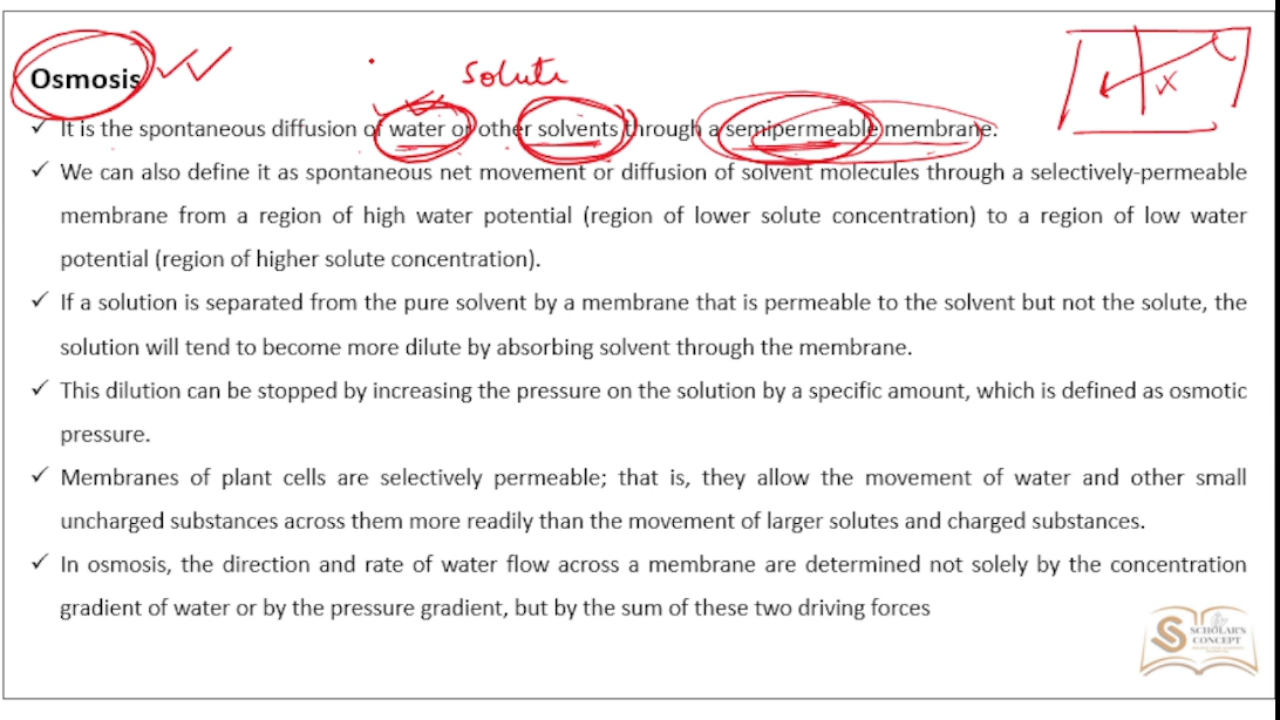 Solute
Osmosis
✓ It is the spontaneous diffusion of water or other solvents through a semipermeable membrane.
✓ We can also define it as spontaneous net movement or diffusion of solvent molecules through a selectively-permeable
membrane from a region of high water potential (region of lower solute concentration) to a region of low water
potential (region of higher solute concentration).
✓ If a solution is separated from the pure solvent by a membrane that is permeable to the solvent but not the solute, the
solution will tend to become more dilute by absorbing solvent through the membrane.
✓ This dilution can be stopped by increasing the pressure on the solution by a specific amount, which is defined as osmotic
pressure.
✓ Membranes of plant cells are selectively permeable; that is, they allow the movement of water and other small
uncharged substances across them more readily than the movement of larger solutes and charged substances.
✓ In osmosis, the direction and rate of water flow across a membrane are determined not solely by the concentration
gradient of water or by the pressure gradient, but by the sum of these two driving forces
SCHOLAR'S
CONCEPT